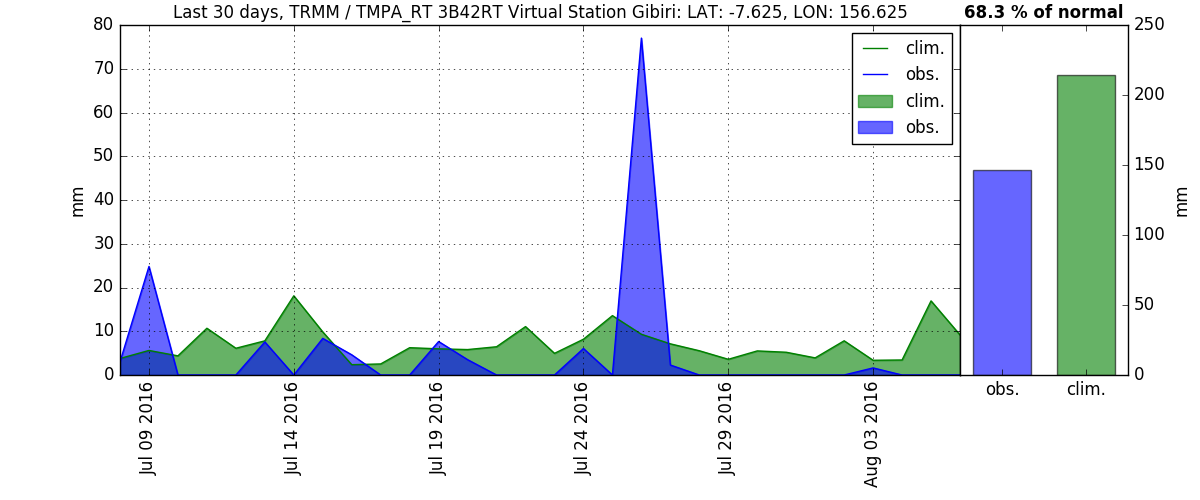 Last 30 days, TRMM / TMPA_RT 3B42RT Virtual Station Gibiri: LAT: -7.625, LON: 156.625
68.3 % of normal
80
70
60
50
40
30
20
10
0
mm
clim.
obs.
clim.
obs.
Jul 09 2016
Jul 14 2016
Jul 19 2016
Jul 24 2016
Jul 29 2016
Aug 03 2016
250
200
150
100
50
0
mm
obs.
clim.